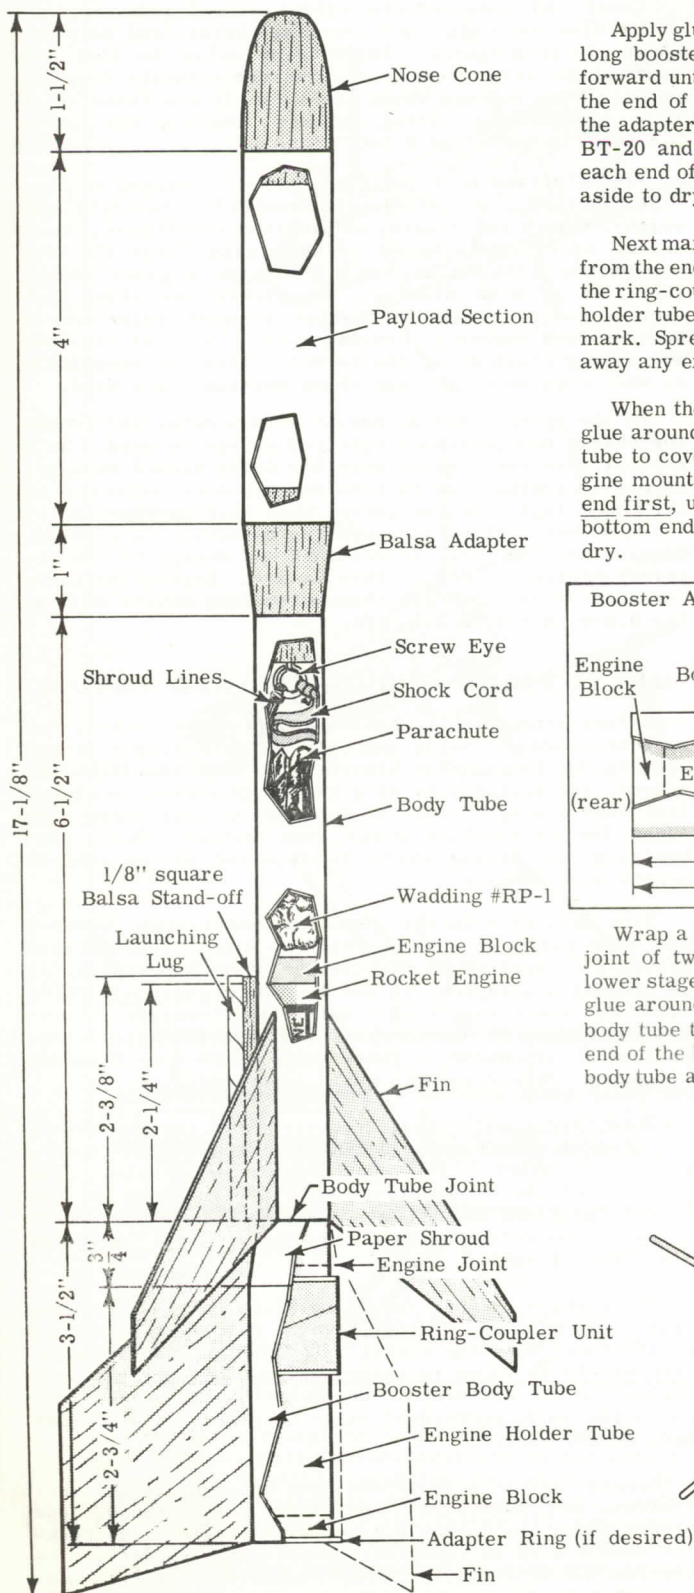 1-1/2"
4"
1"
6-1/2"
17-1/8"
2-3/8"
2-1/4"
3-1/2"
3"
4
2-3/4"
Nose Cone
Payload Section
Balsa Adapter
Screw Eye
Shroud Lines
Shock Cord
Parachute
Body Tube
1/8" square
Balsa Stand-off
Launching
Lug
Wadding #RP-1
Engine Block
Rocket Engine
NE
Fin
Body Tube Joint
Paper Shroud
Engine Joint
Ring-Coupler Unit
Booster Body Tube
Engine Holder Tube
Engine Block
Adapter Ring (if desired)
Fin
Apply
long booste
forward
the end of
the adapter
BT-20 and
each end of
aside to dry
Next
from the end
the ring-cou
holder tube
mark. Spre
away any
When
glue around
tube to cov
gine mount
end first, u
bottom end
dry.
Booster A
Engine
Block
Bo
E
(rear)
Wrap a
joint of tw
lower stage
glue around
body tube t
end of the
body tube a